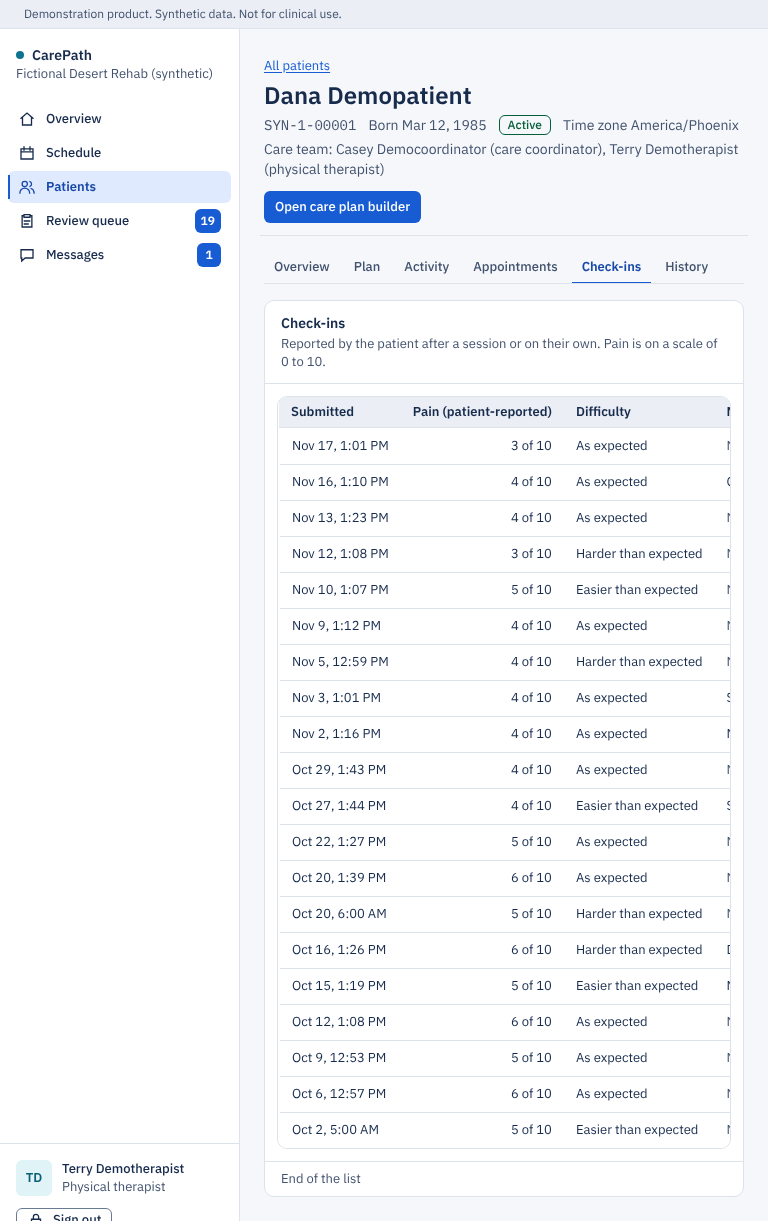 Demonstration product. Synthetic data. Not for clinical use.
CarePath
Fictional Desert Rehab (synthetic)
Overview
Schedule
Patients
Review queue 19
Messages 1
Terry Demotherapist
TD
Physical therapist
Sign out
All patients
Dana Demopatient
SYN-1-00001 Born Mar 12, 1985 Active Time zone America/Phoenix
Care team: Casey Democoordinator (care coordinator), Terry Demotherapist
(physical therapist)
Open care plan builder
Overview Plan Activity Appointments Check-ins History
Check-ins
Reported by the patient after a session or on their own. Pain is on a scale of
0 to 10.
Submitted Pain (patient-reported) Difficulty
Nov 17, 1:01 PM 3 of 10 As expected
Nov 16, 1:10 PM 4 of 10 As expected
Nov 13, 1:23 PM 4 of 10 As expected
Nov 12, 1:08 PM 3 of 10 Harder than expected
Nov 10, 1:07 PM 5 of 10 Easier than expected
Nov 9, 1:12 PM 4 of 10 As expected
Nov 5, 12:59 PM 4 of 10 Harder than expected
Nov 3, 1:01 PM 4 of 10 As expected
Nov 2, 1:16 PM 4 of 10 As expected
Oct 29, 1:43 PM 4 of 10 As expected
Oct 27, 1:44 PM 4 of 10 Easier than expected
Oct 22, 1:27 PM 5 of 10 As expected
Oct 20, 1:39 PM 6 of 10 As expected
Oct 20, 6:00 AM 5 of 10 Harder than expected
Oct 16, 1:26 PM 6 of 10 Harder than expected
Oct 15, 1:19 PM 5 of 10 Easier than expected
Oct 12, 1:08 PM 6 of 10 As expected
Oct 9, 12:53 PM 5 of 10 As expected
Oct 6, 12:57 PM 6 of 10 As expected
Oct 2, 5:00 AM 5 of 10 Easier than expected
End of the list